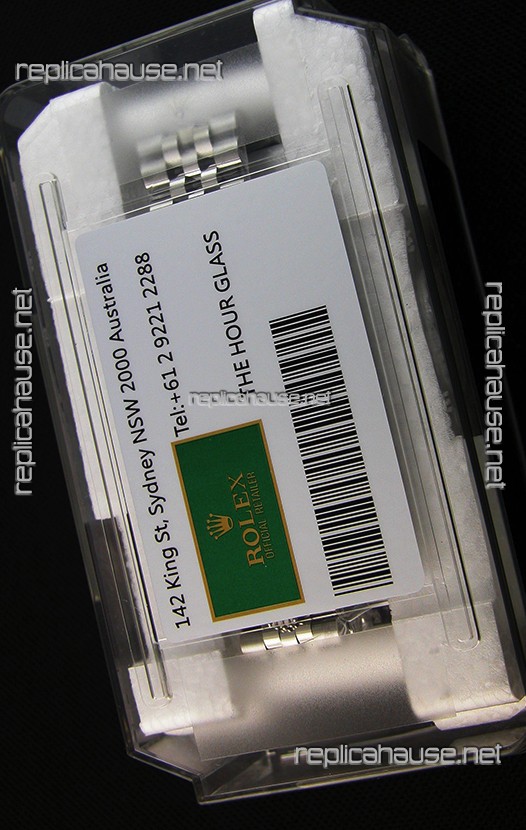 replicahause.net
142 King St, Sydney NSW 2000 Australia
Tel:+61 2 9221 2288
THE HOUR GLASS
ROLEX
OFFICIAL RETAILER
replicahause.net
replicahause.net
replicahause.net
replicahause.net